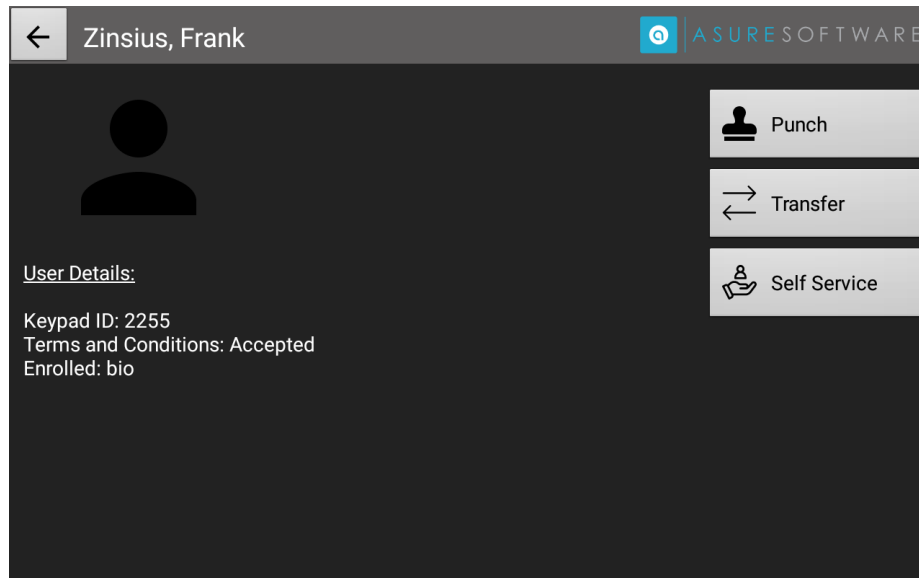 Zinsius, Frank
ASURESOFTWARE
Punch
Transfer
Self Service
User Details:
Keypad ID: 2255
Terms and Conditions: Accepted
Enrolled: bio